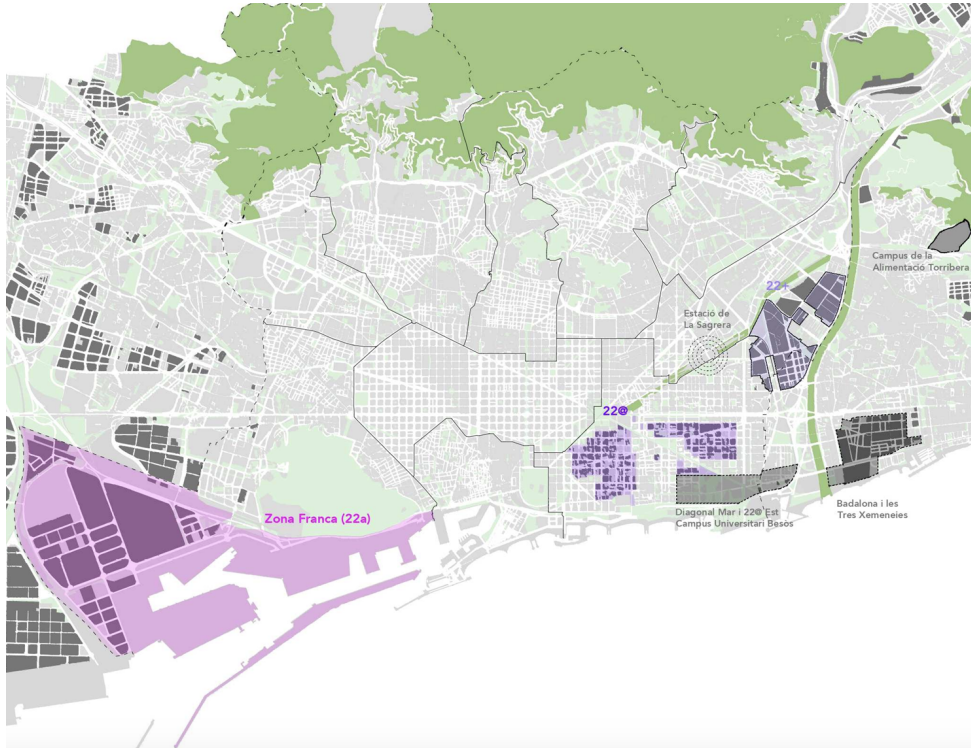 Campus de la
Alimentació Torribera
22+
Estació de
La Sagrera
22@
Zona Franca (22a)
Diagonal Mar i 22@ Est
Campus Universitari Besòs
Badalona i les
Tres Xemeneies